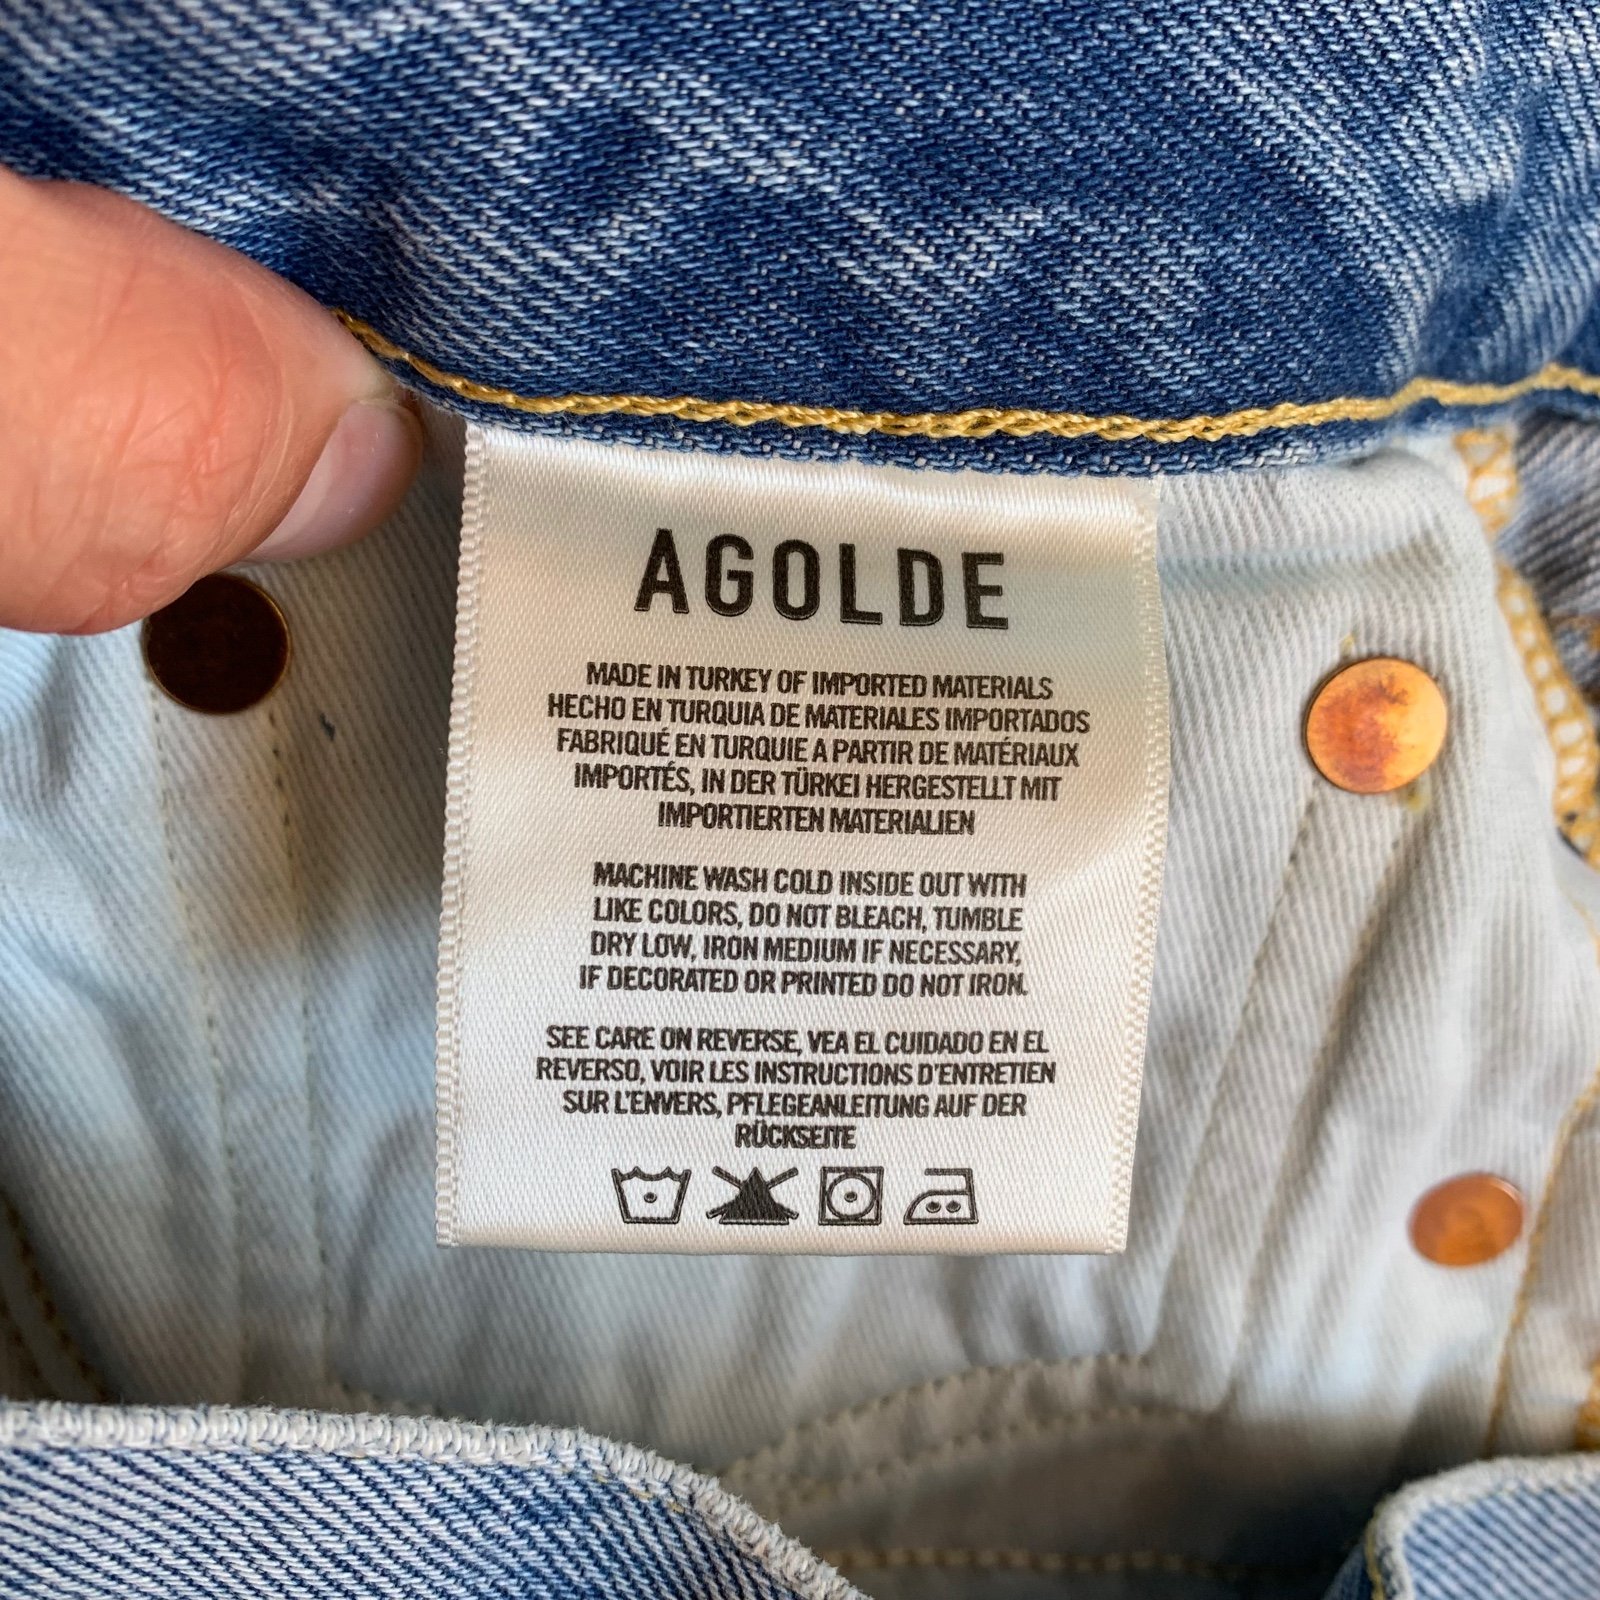 AGOLDE
MADE IN TURKEY OF IMPORTED MATERIALS
HECHO EN TURQUIA DE MATERIALES IMPORTADOS
FABRIQUÉ EN TURQUIE A PARTIR DE MATÉRIAUX
IMPORTÉS, IN DER TÜRKEI HERGESTELLT MIT
IMPORTIERTEN MATERIALIEN
MACHINE WASH COLD INSIDE OUT WITH
LIKE COLORS, DO NOT BLEACH, TUMBLE
DRY LOW, IRON MEDIUM IF NECESSARY,
IF DECORATED OR PRINTED DO NOT IRON.
SEE CARE ON REVERSE, VEA EL CUIDADO EN EL
REVERSO, VOIR LES INSTRUCTIONS D'ENTRETIEN
SUR L'ENVERS, PFLEGEANLEITUNG AUF DER
RÜCKSEITE